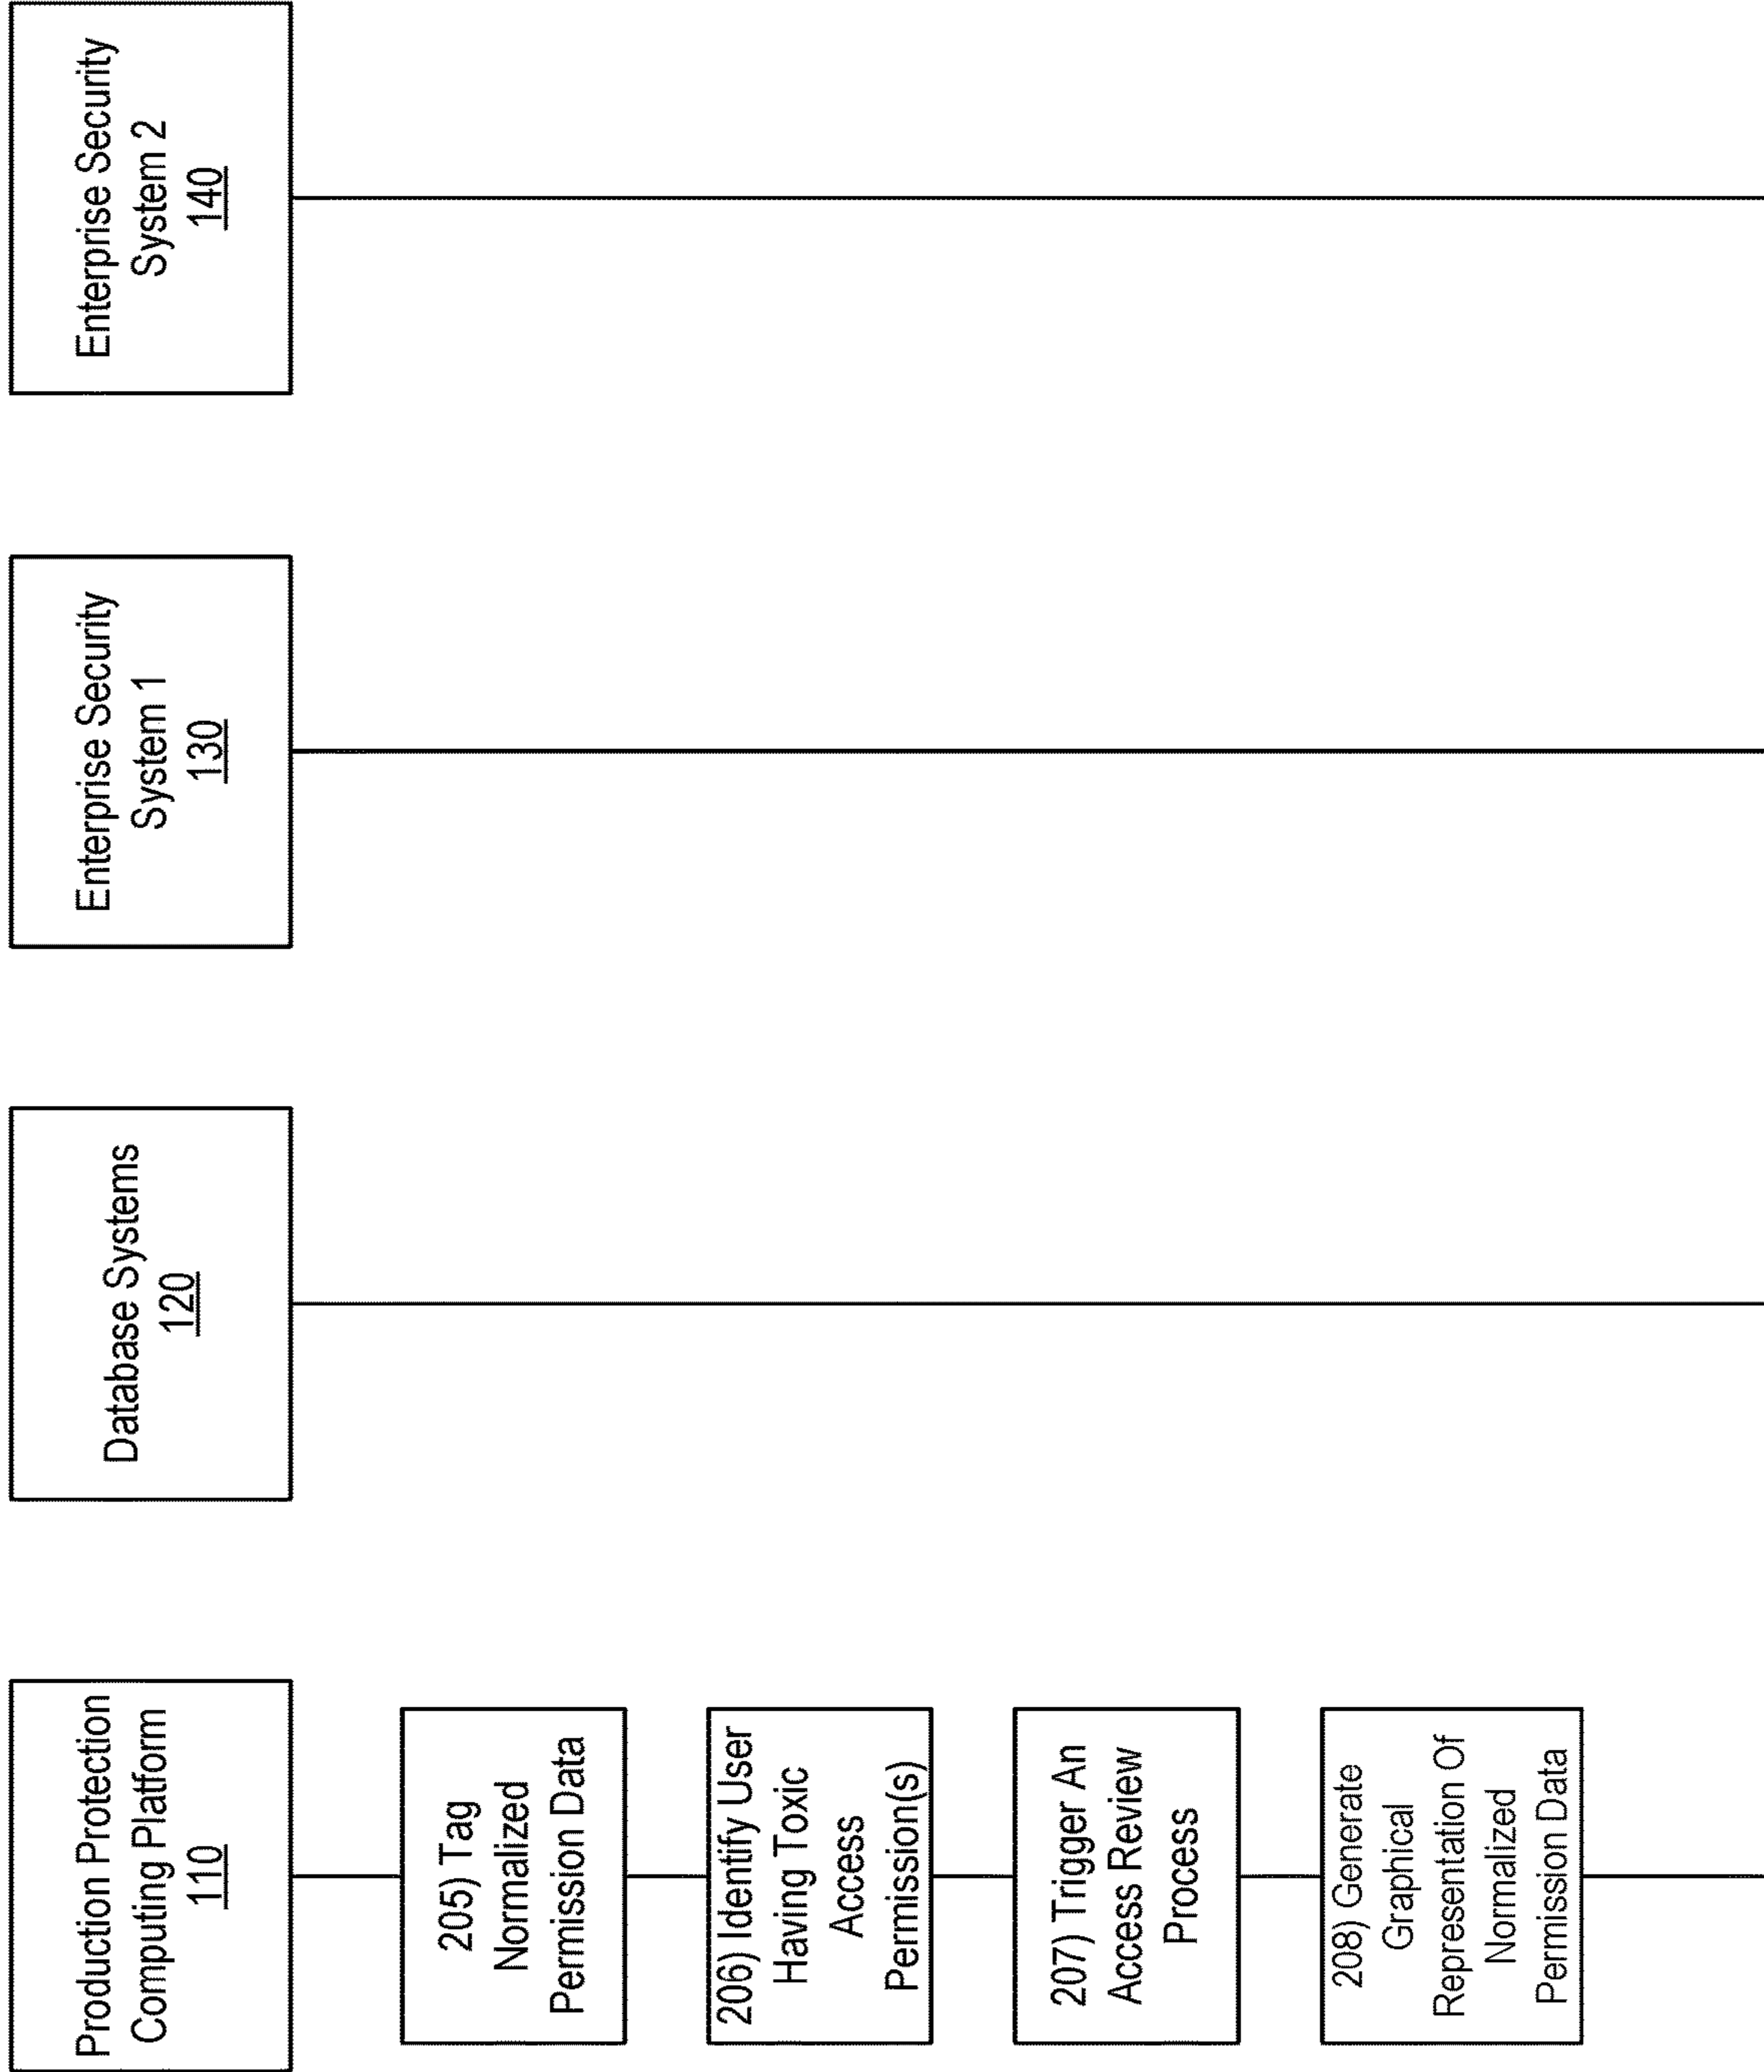 Production Protection
Computing Platform
110
Database Systems
120
Enterprise Security
System 1
130
Enterprise Security
System 2
140
205) Tag
Normalized
Permission Data
206) Identify User
Having Toxic
Access
Permission(s)
207) Trigger An
Access Review
Process
208) Generate
Graphical
Representation Of
Normalized
Permission Data